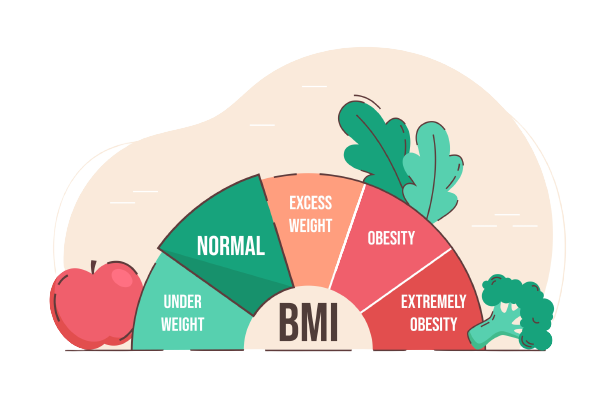 UNDER
WEIGHT
NORMAL
EXCESS
WEIGHT
OBESITY
EXTREMELY
OBESITY
BMI